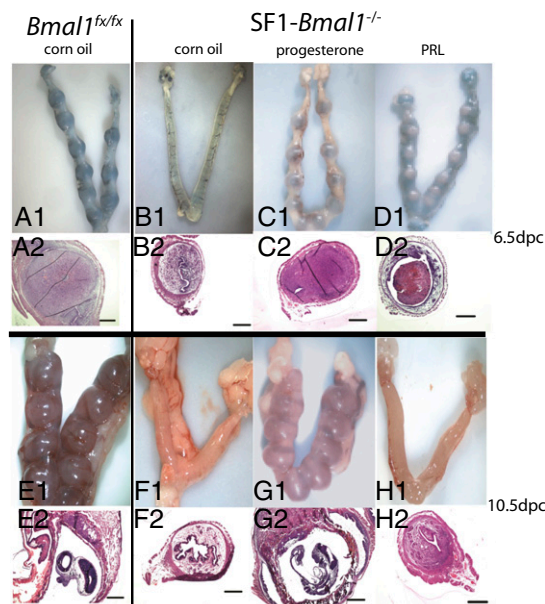 Bmal1fx/fx SF1-Bmal1-/-
corn oil corn oil progesterone PRL
A1 B1 C1 D1
A2 B2 C2 D2
6.5dpc
E1 F1 G1 H1
10.5dpc
E2 F2 G2 H2